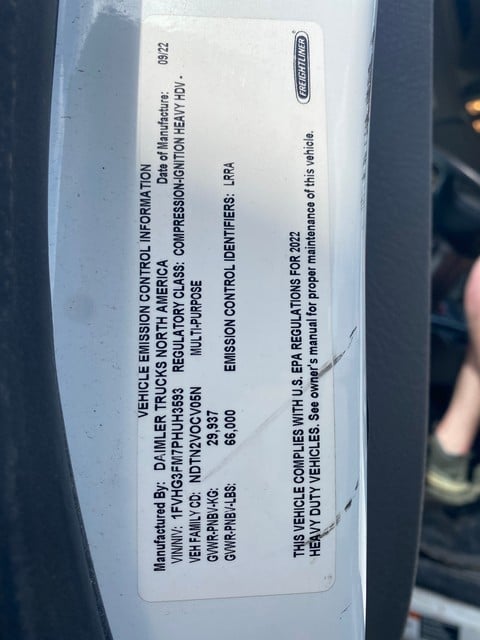 FREIGHTLINER
VEHICLE EMISSION CONTROL INFORMATION
Manufactured By: DAIMLER TRUCKS NORTH AMERICA Date of Manufacture: 09/22
VIN/NIV: 1FVHG3FM7PHUH3593 REGULATORY CLASS: COMPRESSION-IGNITION HEAVY HDV -
VEH FAMILY CD: NDTN2VOCV05N MULTI-PURPOSE
GVWR-PNBV-KG: 29,937
GVWR-PNBV-LBS: 66,000 EMISSION CONTROL IDENTIFIERS: LRRA
THIS VEHICLE COMPLIES WITH U.S. EPA REGULATIONS FOR 2022
HEAVY DUTY VEHICLES. See owner's manual for proper maintenance of this vehicle.